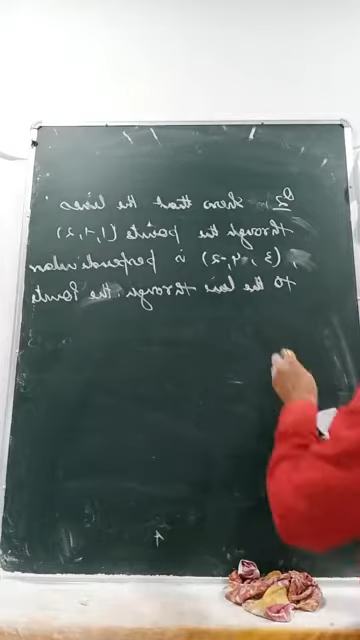 Q2, Show that the lines
through the points (1,-1,2)
, (3,4,-2) is perpendicular
to the line through the Points